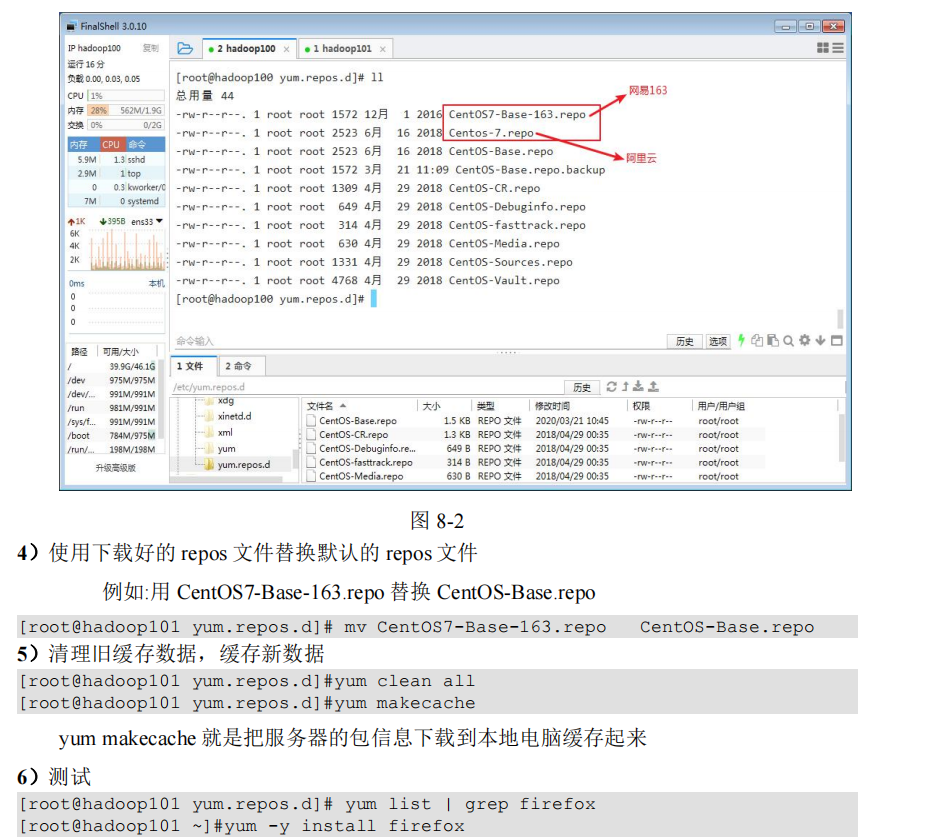 FinalShell 3.0.10
IP hadoop100 复制
运行 16 分
负载 0.00, 0.03, 0.05
CPU 1%
内存 28% 562M/1.9G
交换 0% 0/2G
内存 CPU 命令
5.9M 1.3 sshd
2.9M 1 top
0 0.3 kworker/0
7M 0 systemd
1K 395B ens33
6K
4K
2K
0ms 本机
0
0
0
路径 可用/大小
/ 39.9G/46.1G
/dev 975M/975M
/dev/... 991M/991M
/run 981M/991M
/sys/f... 991M/991M
/boot 784M/975M
/run/... 198M/198M
升级高级版
2 hadoop100 × 1 hadoop101 ×
[root@hadoop100 yum.repos.d]# ll
总用量 44
-rw-r--r--. 1 root root 1572 12月 1 2016 CentOS7-Base-163.repo
-rw-r--r--. 1 root root 2523 6月 16 2018 Centos-7.repo
-rw-r--r--. 1 root root 2523 6月 16 2018 CentOS-Base.repo
-rw-r--r--. 1 root root 1572 3月 21 11:09 CentOS-Base.repo.backup
-rw-r--r--. 1 root root 1309 4月 29 2018 CentOS-CR.repo
-rw-r--r--. 1 root root 649 4月 29 2018 CentOS-Debuginfo.repo
-rw-r--r--. 1 root root 314 4月 29 2018 CentOS-fasttrack.repo
-rw-r--r--. 1 root root 630 4月 29 2018 CentOS-Media.repo
-rw-r--r--. 1 root root 1331 4月 29 2018 CentOS-Sources.repo
-rw-r--r--. 1 root root 4768 4月 29 2018 CentOS-Vault.repo
[root@hadoop100 yum.repos.d]#
网易163
阿里云
命令输入 历史 选项
1 文件 2 命令
/etc/yum.repos.d 历史
xdg
xinetd.d
xml
yum
yum.repos.d
文件名 大小 类型 修改时间 权限 用户/用户组
CentOS-Base.repo 1.5 KB REPO 文件 2020/03/21 10:45 -rw-r--r-- root/root
CentOS-CR.repo 1.3 KB REPO 文件 2018/04/29 00:35 -rw-r--r-- root/root
CentOS-Debuginfo.re... 649 B REPO 文件 2018/04/29 00:35 -rw-r--r-- root/root
CentOS-fasttrack.repo 314 B REPO 文件 2018/04/29 00:35 -rw-r--r-- root/root
CentOS-Media.repo 630 B REPO 文件 2018/04/29 00:35 -rw-r--r-- root/root
图 8-2
4）使用下载好的 repos 文件替换默认的 repos 文件
例如:用 CentOS7-Base-163.repo 替换 CentOS-Base.repo
[root@hadoop101 yum.repos.d]# mv CentOS7-Base-163.repo CentOS-Base.repo
5）清理旧缓存数据，缓存新数据
[root@hadoop101 yum.repos.d]#yum clean all
[root@hadoop101 yum.repos.d]#yum makecache
yum makecache 就是把服务器的包信息下载到本地电脑缓存起来
6）测试
[root@hadoop101 yum.repos.d]# yum list | grep firefox
[root@hadoop101 ~]#yum -y install firefox